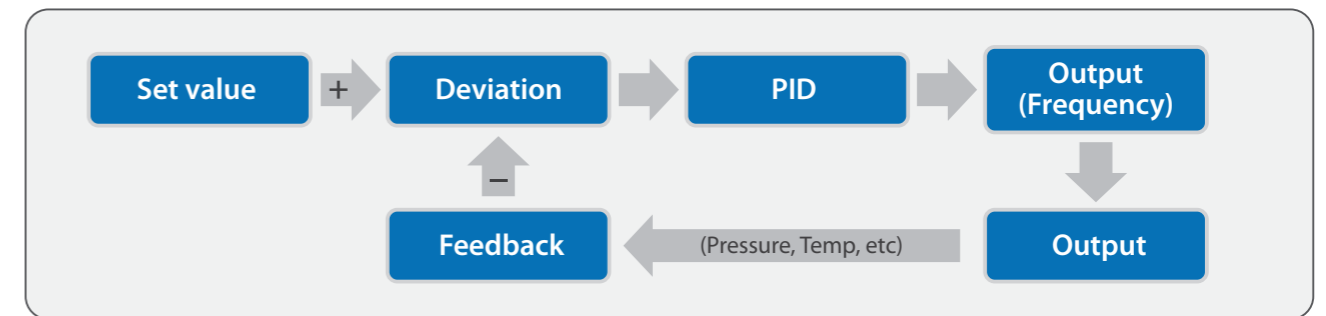 Set value
+
Deviation
PID
Output
(Frequency)
–
Feedback
(Pressure, Temp, etc)
Output